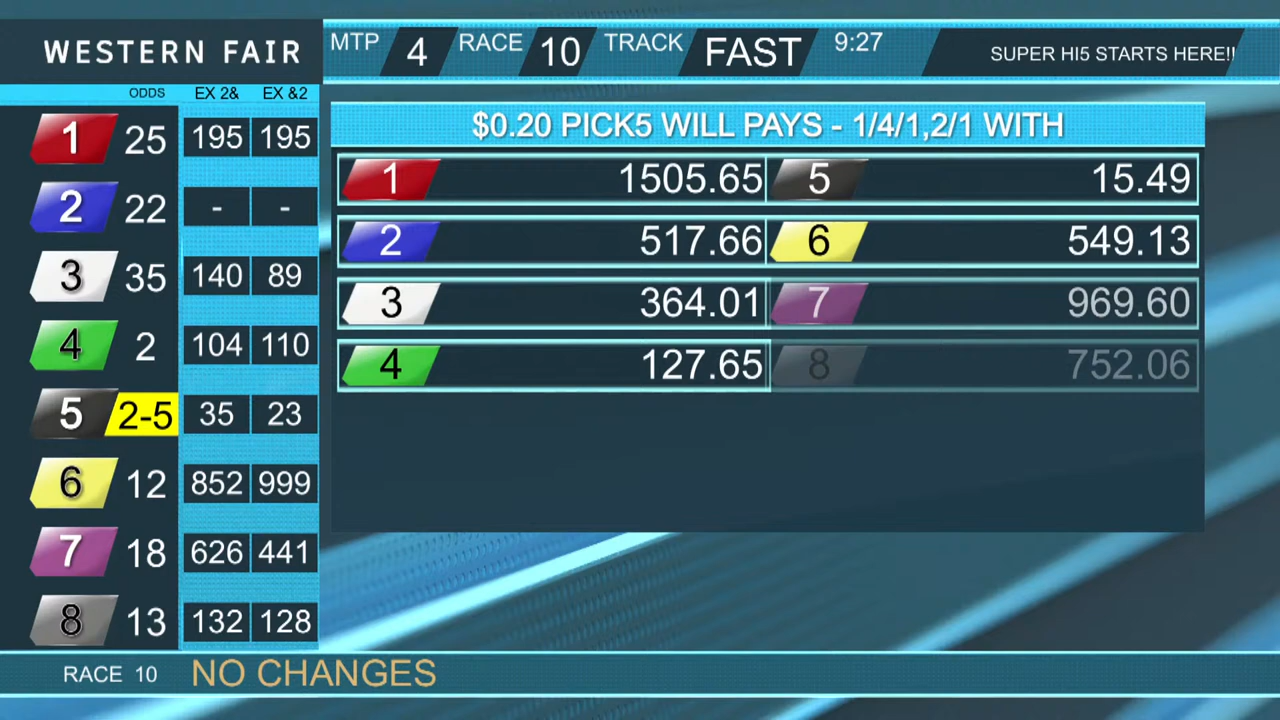 WESTERN FAIR
MTP 4 RACE 10 TRACK FAST 9:27 SUPER HI5 STARTS HERE!!
ODDS EX 2& EX &2
1 25 195 195
2 22 - -
3 35 140 89
4 2 104 110
5 2-5 35 23
6 12 852 999
7 18 626 441
8 13 132 128
$0.20 PICK5 WILL PAYS - 1/4/1,2/1 WITH
1 1505.65 5 15.49
2 517.66 6 549.13
3 364.01 7 969.60
4 127.65 8 752.06
RACE 10 NO CHANGES